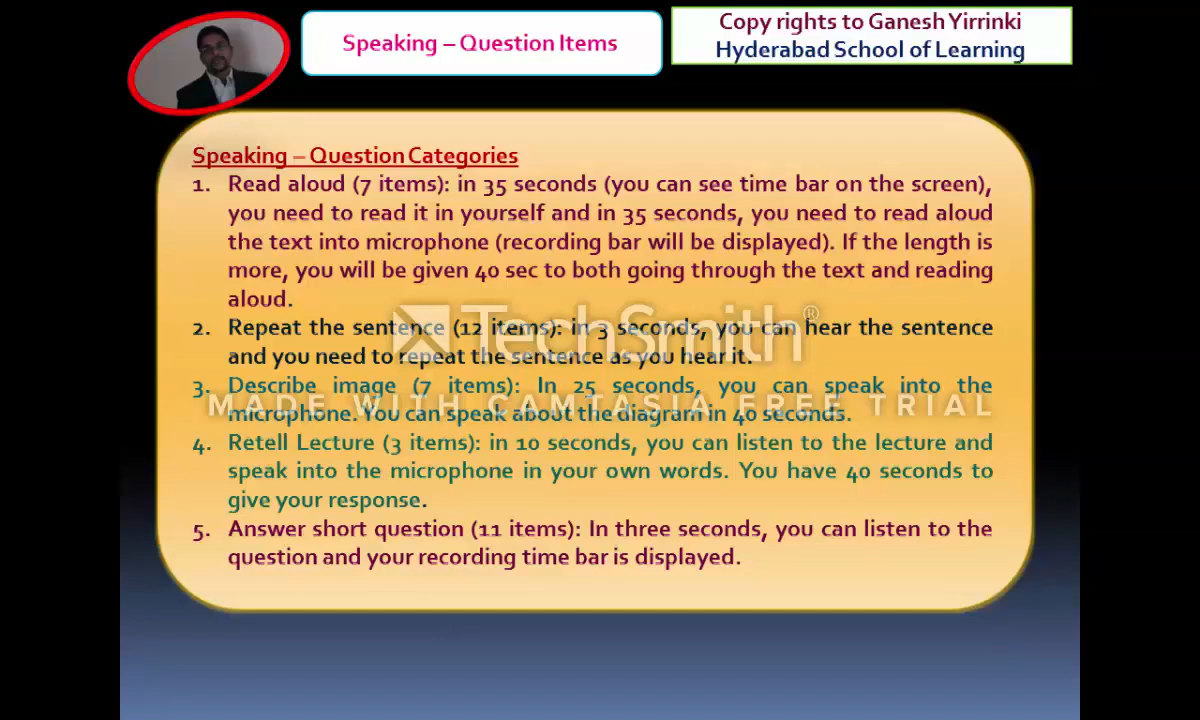 Speaking – Question Items
Copy rights to Ganesh Yirrinki
Hyderabad School of Learning
Speaking – Question Categories
1. Read aloud (7 items): in 35 seconds (you can see time bar on the screen),
you need to read it in yourself and in 35 seconds, you need to read aloud
the text into microphone (recording bar will be displayed). If the length is
more, you will be given 40 sec to both going through the text and reading
aloud.
2. Repeat the sentence (12 items): in 3 seconds, you can hear the sentence
and you need to repeat the sentence as you hear it.
3. Describe image (7 items): In 25 seconds, you can speak into the
microphone. You can speak about the diagram in 40 seconds.
4. Retell Lecture (3 items): in 10 seconds, you can listen to the lecture and
speak into the microphone in your own words. You have 40 seconds to
give your response.
5. Answer short question (11 items): In three seconds, you can listen to the
question and your recording time bar is displayed.
TechSmith®
MADE WITH CAMTASIA FREE TRIAL